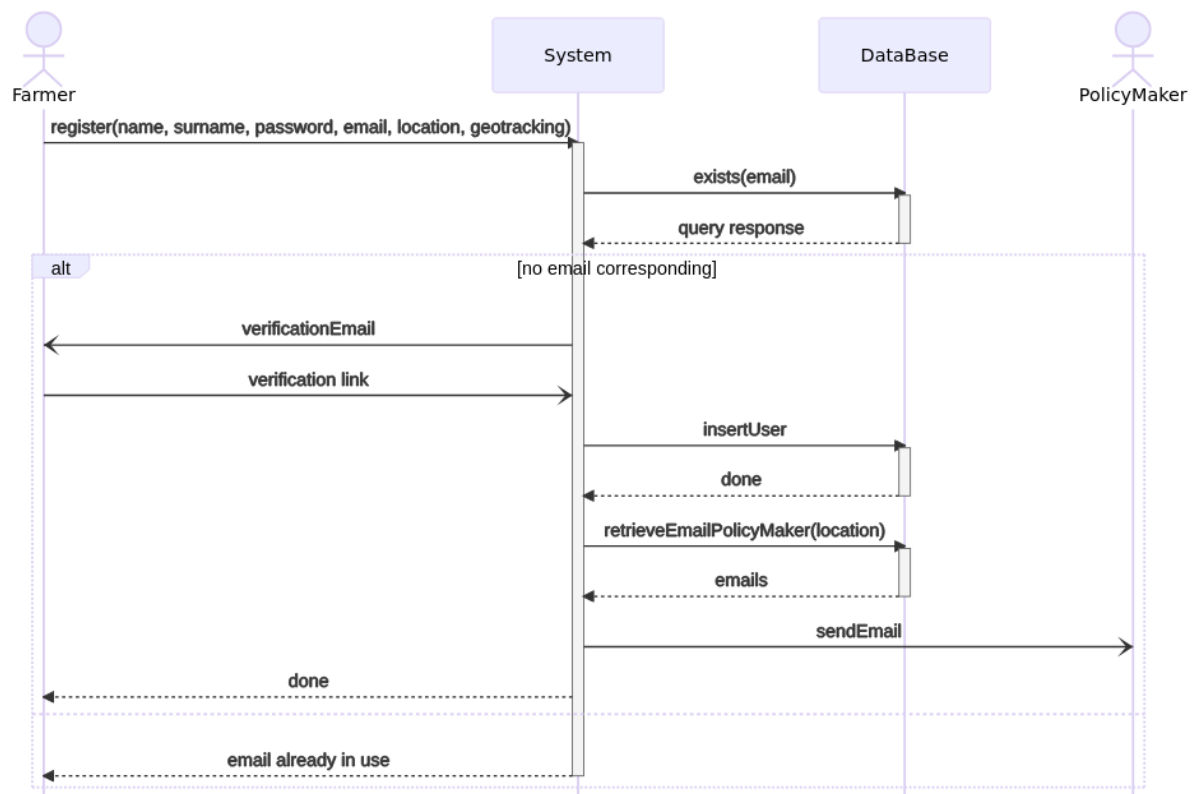 Farmer
System
DataBase
PolicyMaker
register(name, surname, password, email, location, geotracking)
exists(email)
query response
alt
[no email corresponding]
verificationEmail
verification link
insertUser
done
retrieveEmailPolicyMaker(location)
emails
sendEmail
done
email already in use